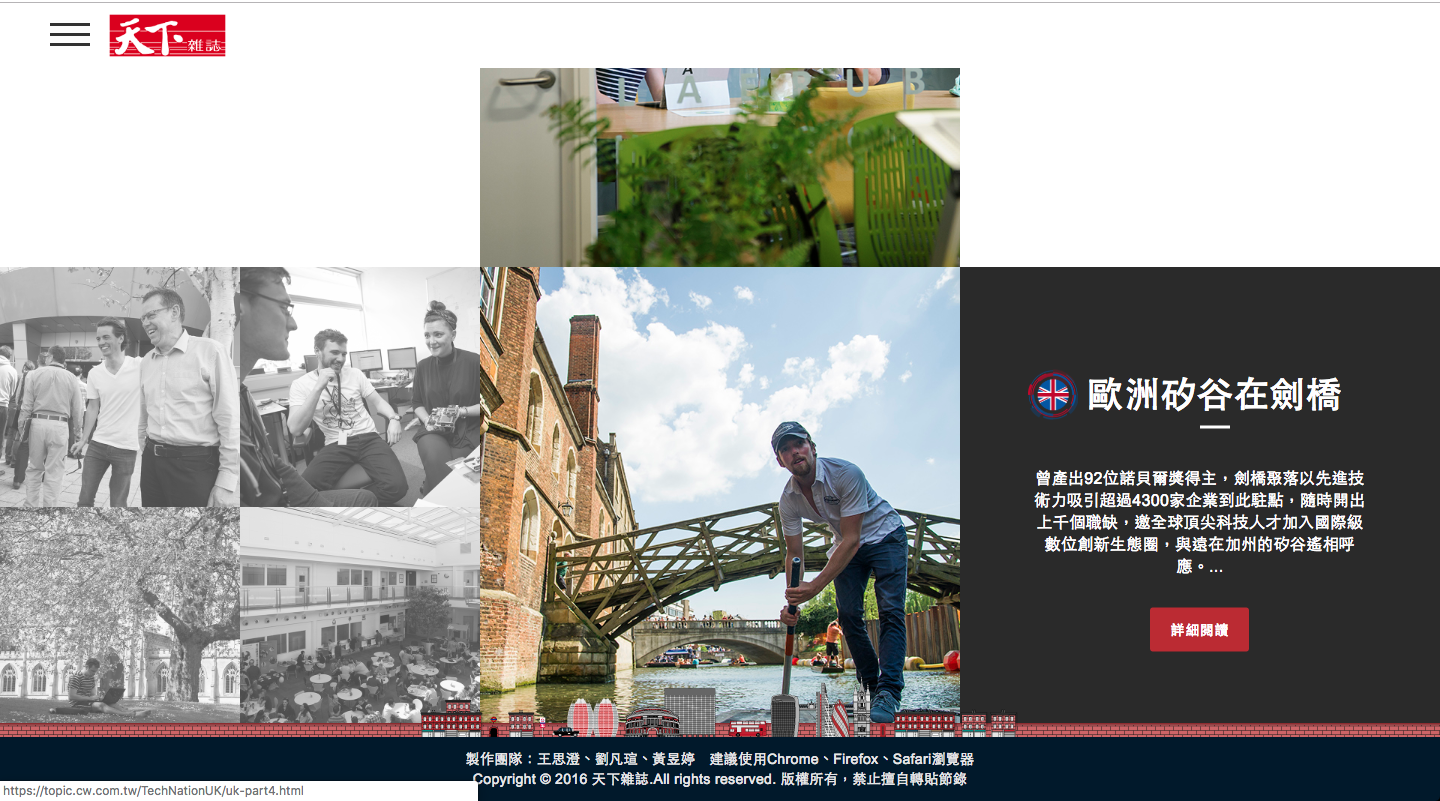 天下雜誌
A
L A B
U B
歐洲矽谷在劍橋
曾產出92位諾貝爾獎得主，劍橋聚落以先進技
術力吸引超過4300家企業到此駐點，隨時開出
上千個職缺，邀全球頂尖科技人才加入國際級
數位創新生態圈，與遠在加州的矽谷遙相呼
應。...
詳細閱讀
製作團隊：王思澄、劉凡瑄、黃昱婷　建議使用Chrome、Firefox、Safari瀏覽器
Copyright © 2016 天下雜誌.All rights reserved. 版權所有，禁止擅自轉貼節錄
https://topic.cw.com.tw/TechNationUK/uk-part4.html